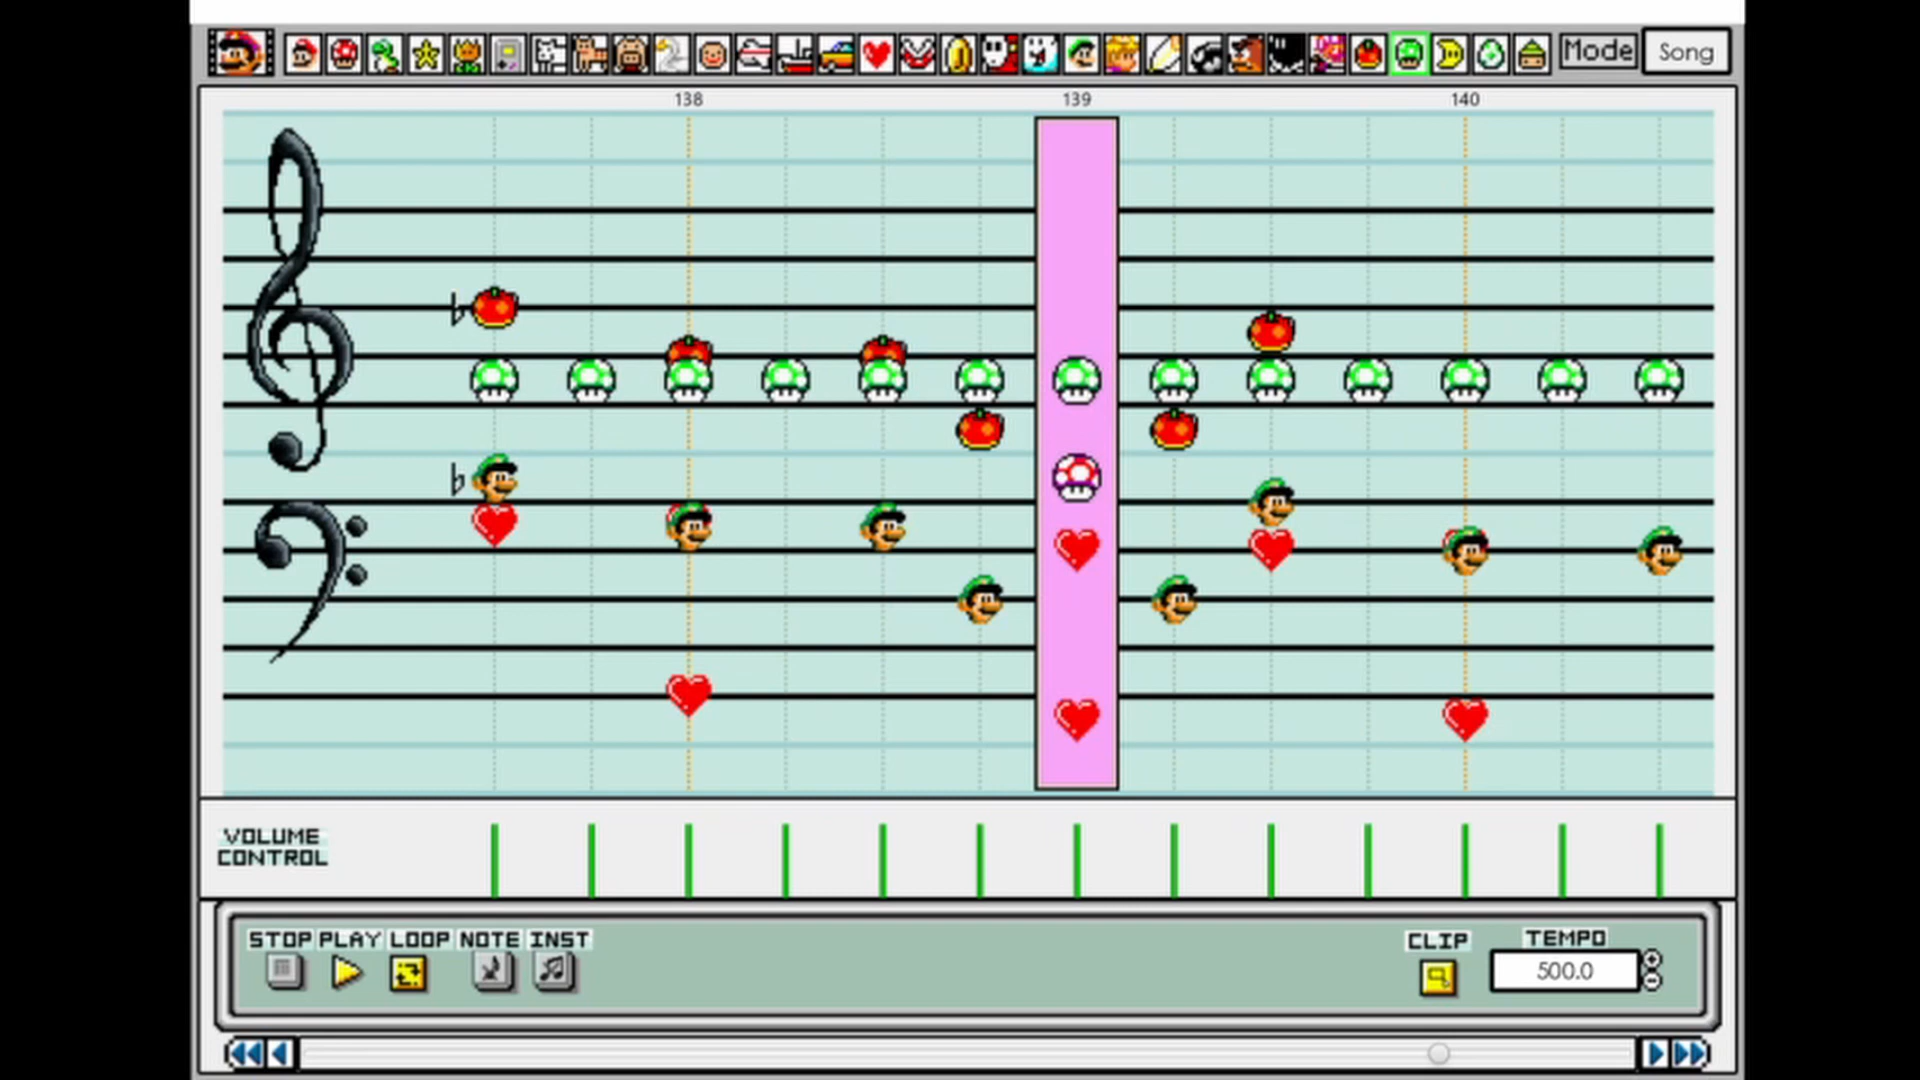 Mode Song
138 139 140
VOLUME
CONTROL
STOP PLAY LOOP NOTE INST CLIP TEMPO
500.0